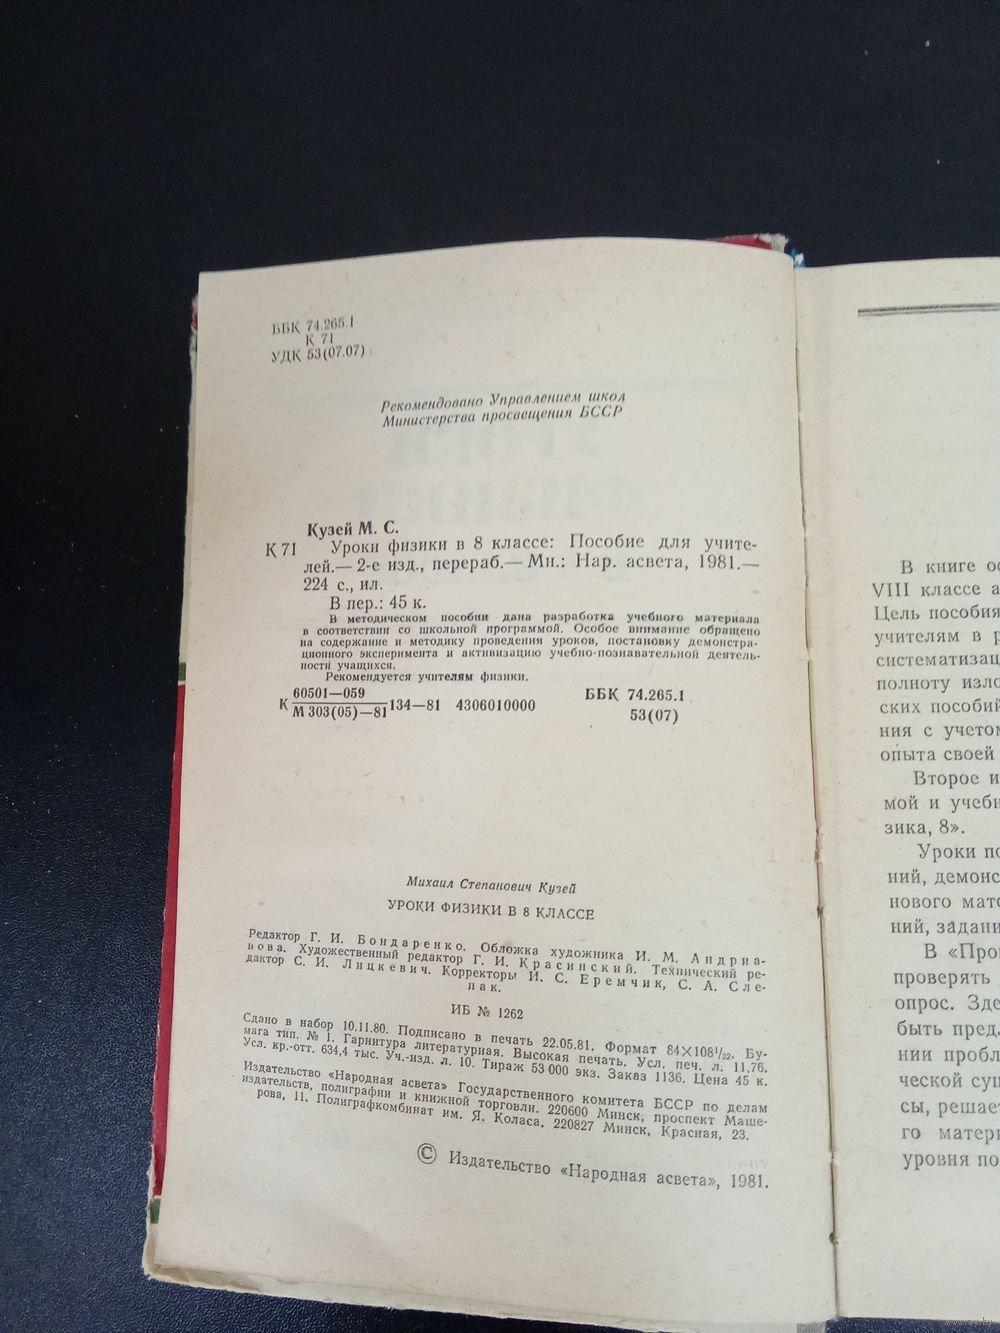 ББК 74.265.1
К 71
УДК 53(07.07)
Рекомендовано Управлением школ
Министерства просвещения БССР
Кузей М. С.
К 71 Уроки физики в 8 классе: Пособие для учите-
лей.— 2-е изд., перераб.— Мн.: Нар. асвета, 1981.—
224 с., ил.
В пер.: 45 к.
В методическом пособии дана разработка учебного материала
в соответствии со школьной программой. Особое внимание обращено
на содержание и методику проведения уроков, постановку демонстра-
ционного эксперимента и активизацию учебно-познавательной деятель-
ности учащихся.
Рекомендуется учителям физики.
60501—059
К М 303(05)—81 134—81 4306010000
ББК 74.265.1
53(07)
Михаил Степанович Кузей
УРОКИ ФИЗИКИ В 8 КЛАССЕ
Редактор Г. И. Бондаренко. Обложка художника И. М. Андриа-
нова. Художественный редактор Г. И. Красинский. Технический ре-
дактор С. И. Лицкевич. Корректоры И. С. Еремчик, С. А. Сле-
пак.
ИБ № 1262
Сдано в набор 10.11.80. Подписано в печать 22.05.81. Формат 84×108 1/32. Бу-
мага тип. № 1. Гарнитура литературная. Высокая печать. Усл. печ. л. 11,76.
Усл. кр.-отт. 634,4 тыс. Уч.-изд. л. 10. Тираж 53 000 экз. Заказ 1136. Цена 45 к.
Издательство «Народная асвета» Государственного комитета БССР по делам
издательств, полиграфии и книжной торговли. 220600 Минск, проспект Маше-
рова, 11. Полиграфкомбинат им. Я. Коласа. 220827 Минск, Красная, 23.
© Издательство «Народная асвета», 1981.
В книге ос
VIII классе а
Цель пособия
учителям в р
систематизац
полноту изло
ских пособий
ния с учетом
опыта своей
Второе и
мой и учебн
зика, 8».
Уроки по
ний, демонс
нового мате
ний, задани
В «Про
проверять
опрос. Зде
быть пред
нии пробл
ческой су
сы, решае
го матери
уровня по
www.ay.by